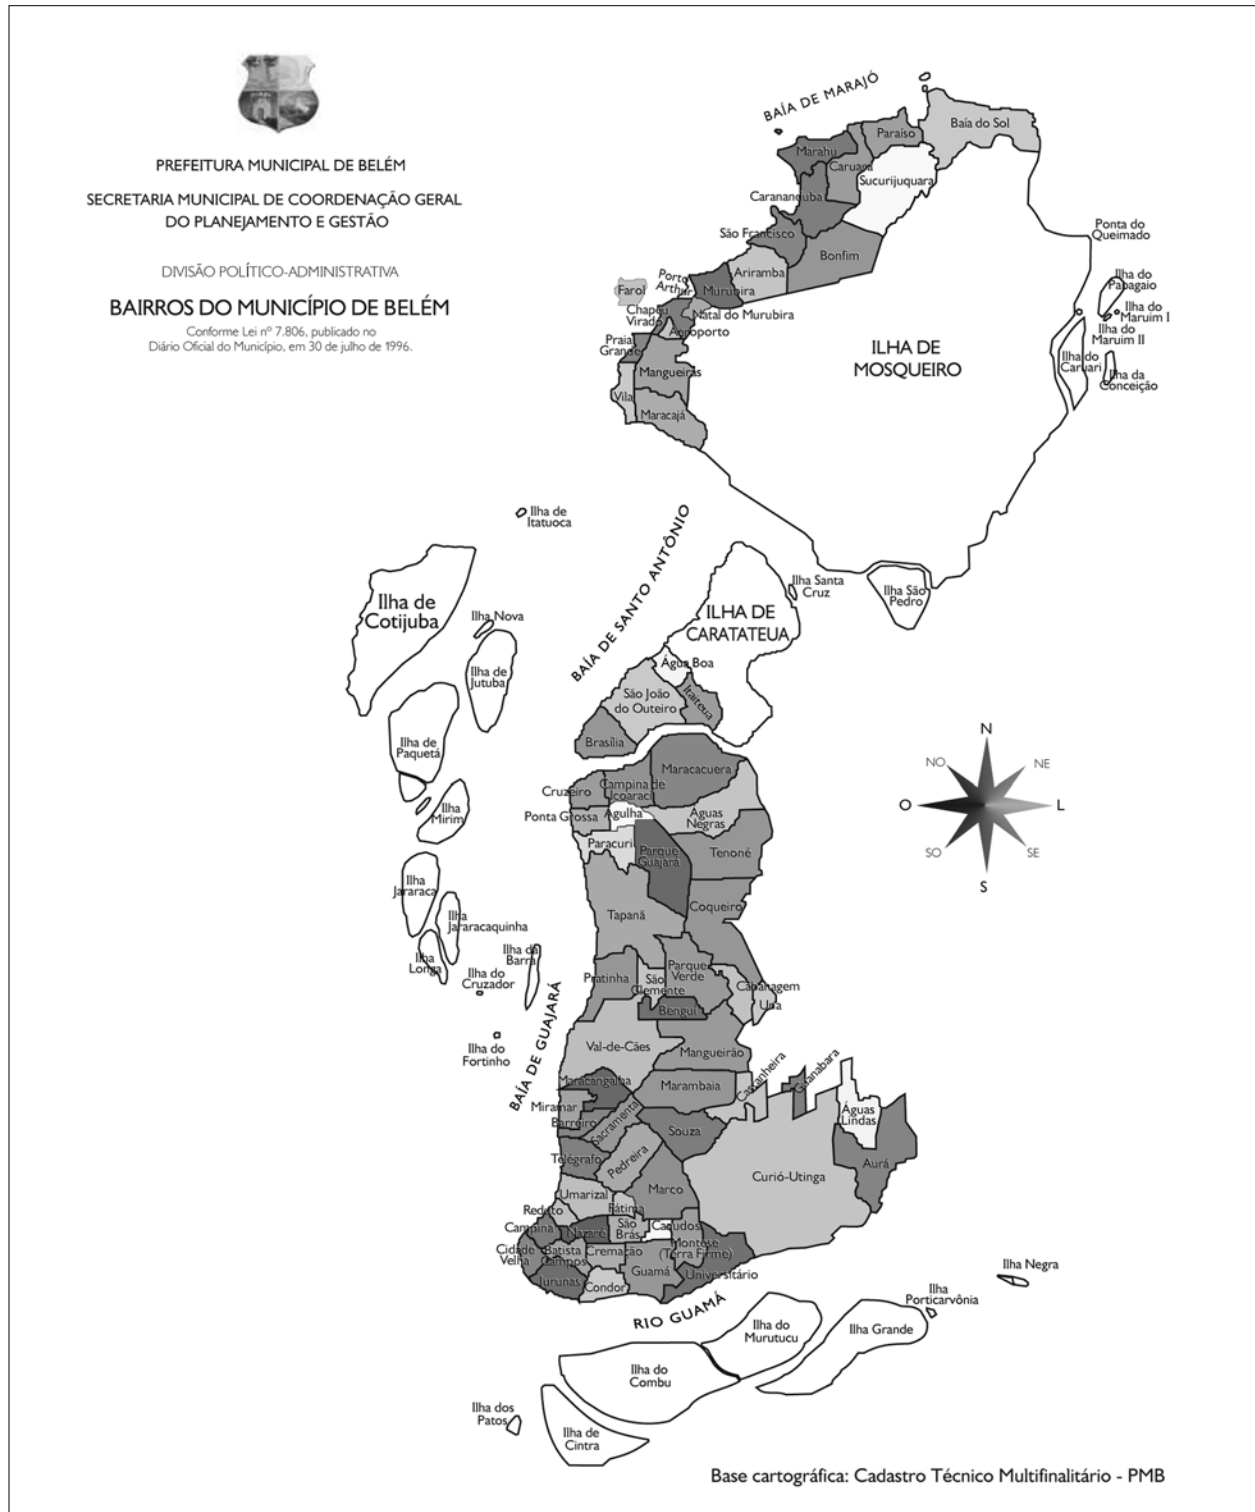 PREFEITURA MUNICIPAL DE BELÉM
SECRETARIA MUNICIPAL DE COORDENAÇÃO GERAL
DO PLANEJAMENTO E GESTÃO
DIVISÃO POLÍTICO-ADMINISTRATIVA
BAIRROS DO MUNICÍPIO DE BELÉM
Conforme Lei nº 7.806, publicado no
Diário Oficial do Município, em 30 de julho de 1996.
BAÍA DE MARAJÓ
Baía do Sol
Paraíso
Marahu
Caruara
Sucurijuquara
Carananduba
São Francisco
Bonfim
Ariramba
Porto
Arthur
Murubira
Farol
Chapéu
Virado
Natal do Murubira
Aeroporto
Praia
Grande
Mangueiras
Vila
Maracajá
ILHA DE
MOSQUEIRO
Ponta do
Queimado
Ilha do
Papagaio
Ilha do
Maruim I
Ilha do
Maruim II
Ilha do
Caruari
Ilha da
Conceição
Ilha de
Itatuoca
BAÍA DE SANTO ANTÔNIO
Ilha Santa
Cruz
Ilha São
Pedro
Ilha de
Cotijuba
Ilha Nova
Ilha de
Jutuba
ILHA DE
CARATATEUA
Água Boa
São João
do Outeiro
Itaiteua
Brasília
Ilha de
Paquetá
Ilha
Mirim
N
NO
NE
O
L
SO
SE
S
Maracacuera
Cruzeiro
Campina de
Icoaraci
Ponta Grossa
Agulha
Águas
Negras
Paracuri
Parque
Guajará
Tenoné
Coqueiro
Tapanã
Ilha
Jararaca
Ilha
Jararacaquinha
Ilha
Longa
Ilha da
Barra
Ilha do
Cruzador
Ilha do
Fortinho
BAÍA DE GUAJARÁ
Pratinha
São
Clemente
Parque
Verde
Cabanagem
Una
Benguí
Val-de-Cães
Mangueirão
Maracangalha
Marambaia
Castanheira
Guanabara
Águas
Lindas
Miramar
Barreiro
Sacramenta
Souza
Aurá
Telégrafo
Pedreira
Curió-Utinga
Umarizal
Marco
Reduto
Fátima
Campina
Nazaré
São
Brás
Canudos
Cidade
Velha
Batista
Campos
Cremação
Montese
(Terra Firme)
Jurunas
Condor
Guamá
Universitário
RIO GUAMÁ
Ilha Negra
Ilha
Porticarvônia
Ilha do
Murutucu
Ilha Grande
Ilha do
Combu
Ilha dos
Patos
Ilha de
Cintra
Base cartográfica: Cadastro Técnico Multifinalitário - PMB